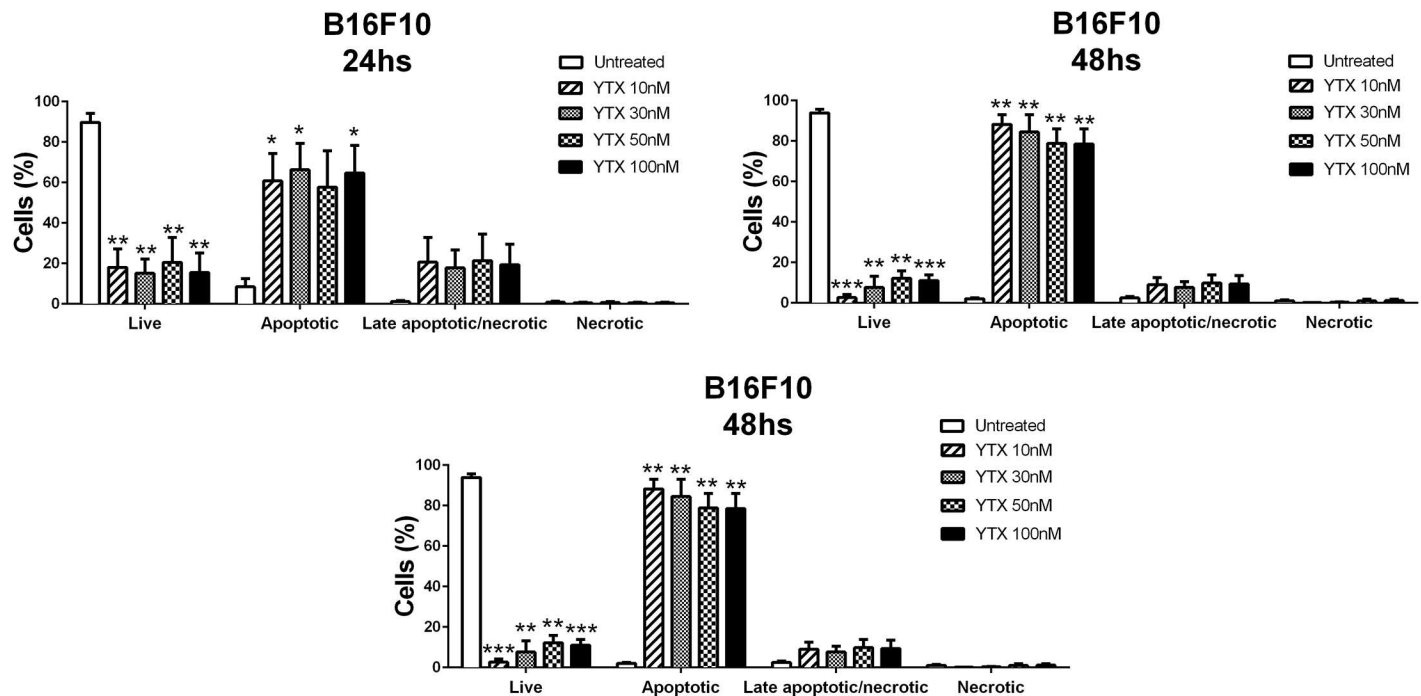 B16F10
24hs
Untreated
YTX 10nM
YTX 30nM
YTX 50nM
YTX 100nM
Cells (%)
100
80
60
40
20
0
** ** ** **
* * *
Live Apoptotic Late apoptotic/necrotic Necrotic
B16F10
48hs
Untreated
YTX 10nM
YTX 30nM
YTX 50nM
YTX 100nM
Cells (%)
100
80
60
40
20
0
*** ** ** ***
** ** ** **
Live Apoptotic Late apoptotic/necrotic Necrotic
B16F10
48hs
Untreated
YTX 10nM
YTX 30nM
YTX 50nM
YTX 100nM
Cells (%)
100
80
60
40
20
0
*** ** ** ***
** ** ** **
Live Apoptotic Late apoptotic/necrotic Necrotic